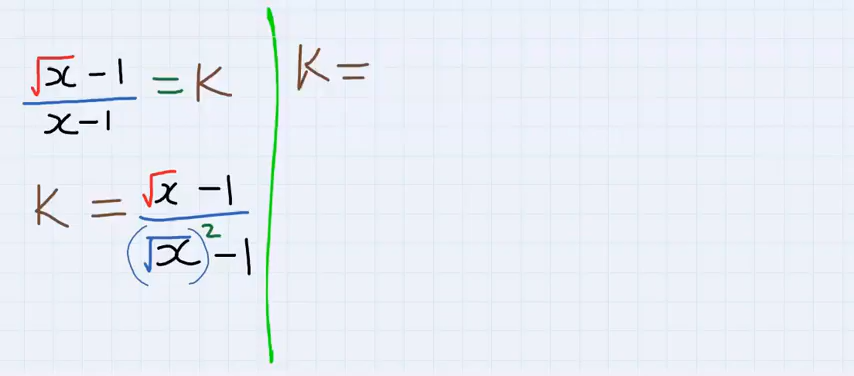 (√x - 1)/(x - 1) = K
K = (√x - 1)/((√x)² - 1)
K =